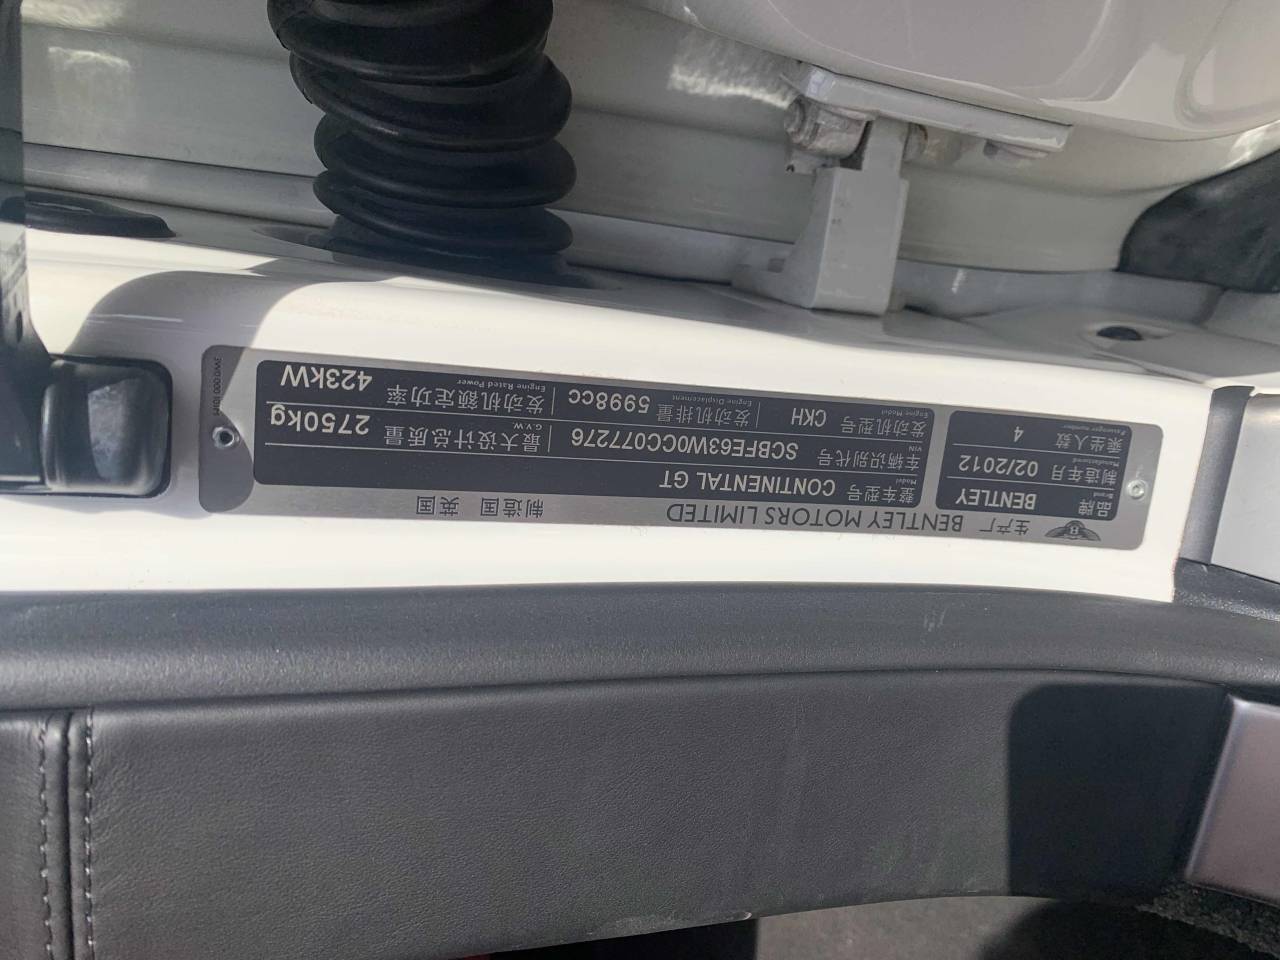 生产厂 BENTLEY MOTORS LIMITED 制造国 英国
品牌 Brand BENTLEY
制造年月 Manufactured 02/2012
乘坐人数 Passenger number 4
整车型号 Model CONTINENTAL GT
车辆识别代号 VIN SCBFE63W0CC077276 最大设计总质量 G.V.W. 2750kg
发动机型号 Engine Model CKH 发动机排量 Engine Displacement 5998cc 发动机额定功率 Engine Rated Power 423kW